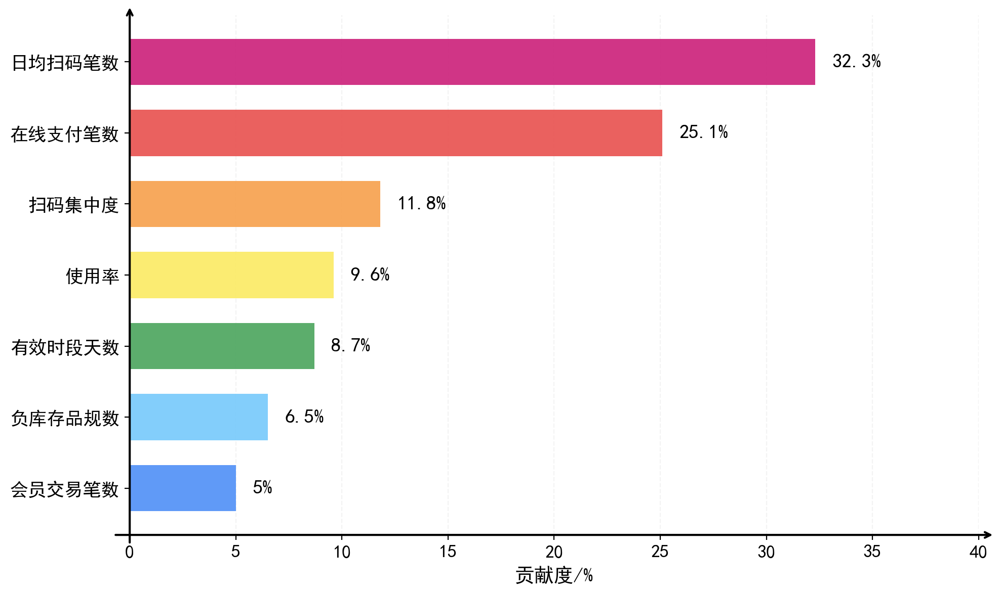 日均扫码笔数
32.3%
在线支付笔数
25.1%
扫码集中度
11.8%
使用率
9.6%
有效时段天数
8.7%
负库存品规数
6.5%
会员交易笔数
5%
0 5 10 15 20 25 30 35 40
贡献度/%